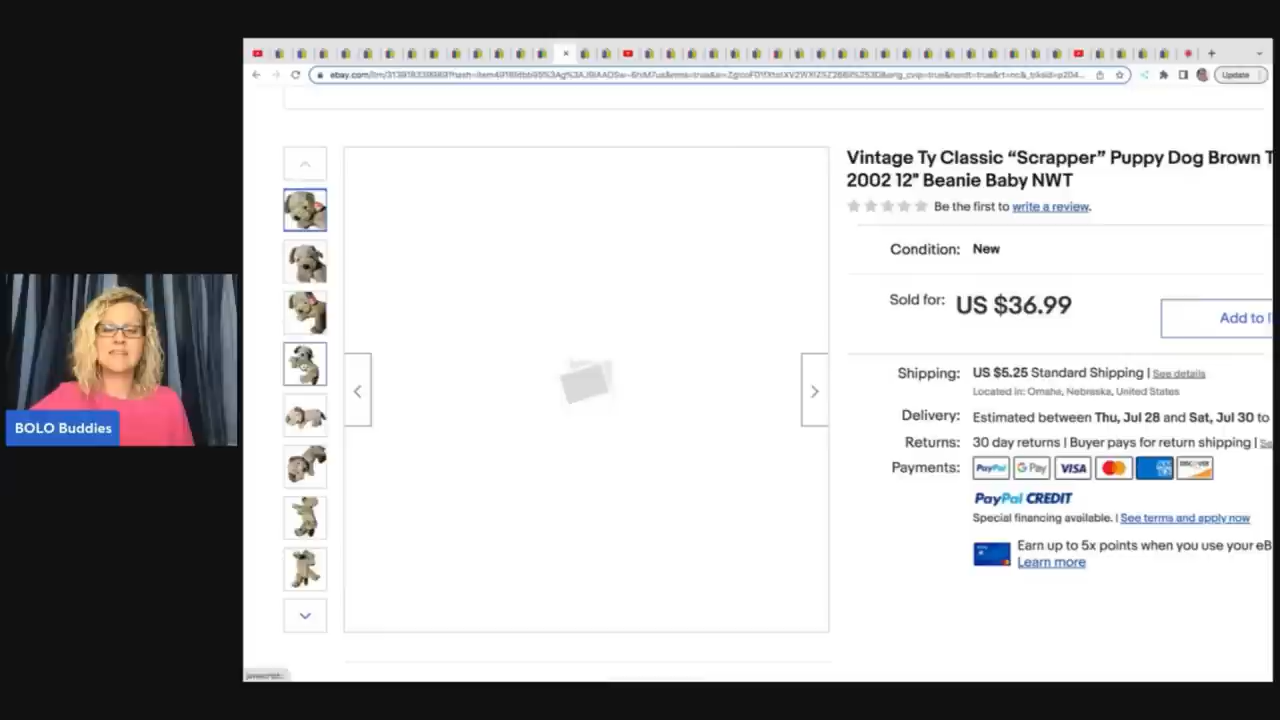 Update
Vintage Ty Classic “Scrapper” Puppy Dog Brown T
2002 12" Beanie Baby NWT
Be the first to write a review.
Condition: New
Sold for: US $36.99
Add to
Shipping: US $5.25 Standard Shipping | See details
Located in: Omaha, Nebraska, United States
Delivery: Estimated between Thu, Jul 28 and Sat, Jul 30 to
Returns: 30 day returns | Buyer pays for return shipping |
Payments: PayPal G Pay VISA DISCOVER
PayPal CREDIT
Special financing available. | See terms and apply now
Earn up to 5x points when you use your eB
Learn more
BOLO Buddies